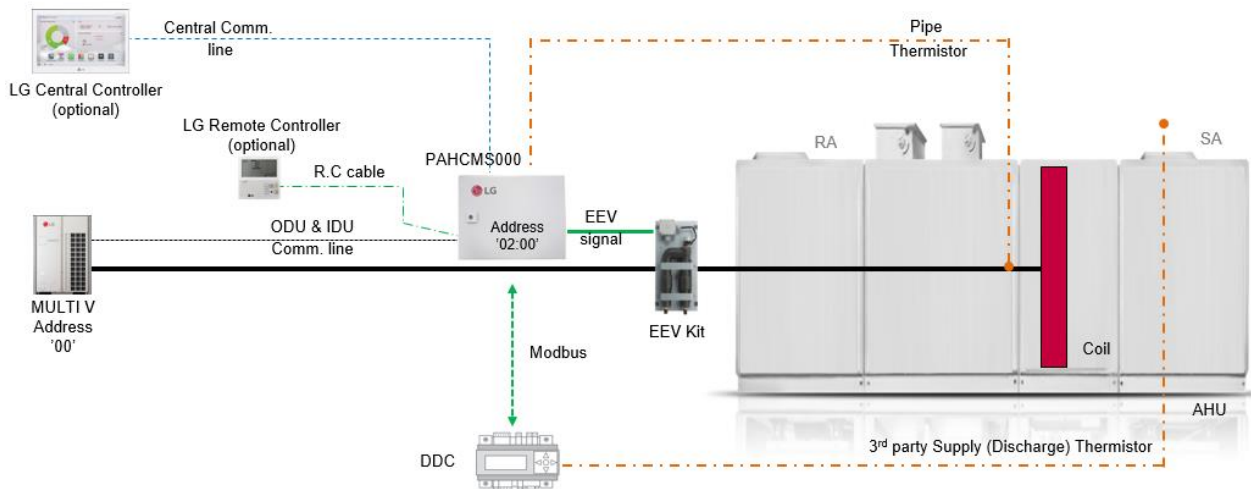 Central Comm.
line
LG Central Controller
(optional)
Pipe
Thermistor
LG Remote Controller
(optional)
PAHCMS000
R.C cable
LG
Address
'02:00'
EEV
signal
ODU & IDU
Comm. line
RA
SA
MULTI V
Address
'00'
EEV Kit
Modbus
Coil
AHU
DDC
3rd party Supply (Discharge) Thermistor